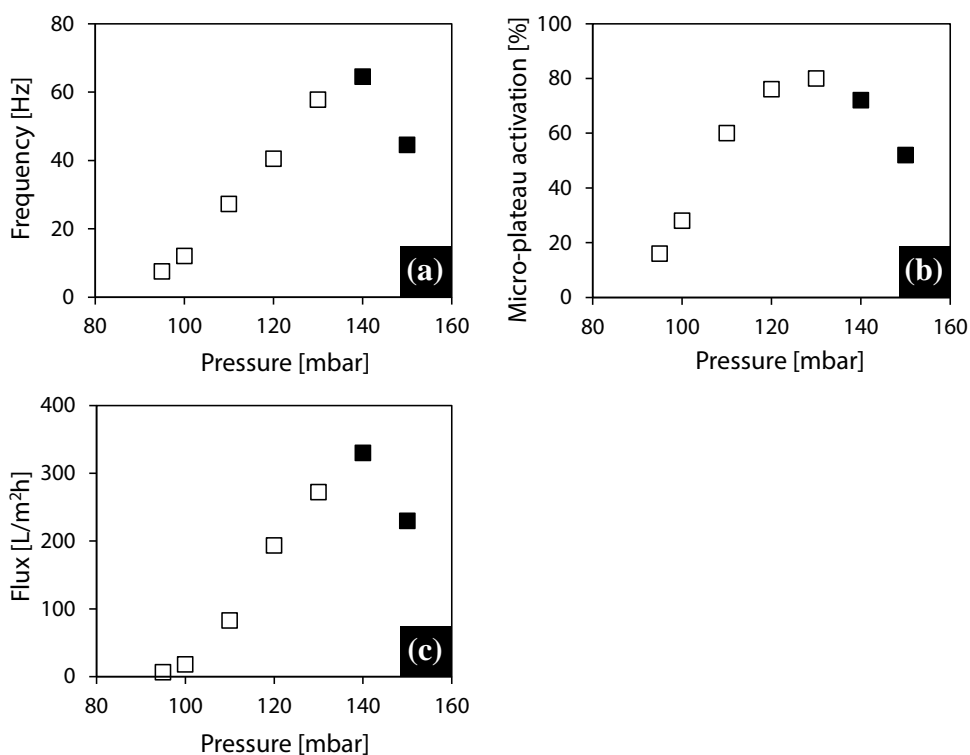 Frequency [Hz]
80
60
40
20
0
80 100 120 140 160
Pressure [mbar]
(a)
Micro-plateau activation [%]
100
80
60
40
20
0
80 100 120 140 160
Pressure [mbar]
(b)
Flux [L/m²h]
400
300
200
100
0
80 100 120 140 160
Pressure [mbar]
(c)